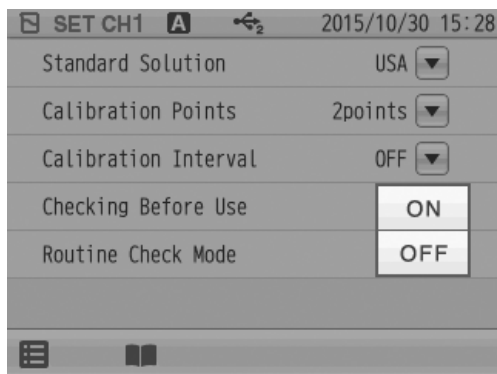 SET CH1 A 2 2015/10/30 15:28
Standard Solution USA
Calibration Points 2points
Calibration Interval OFF
Checking Before Use ON
Routine Check Mode OFF